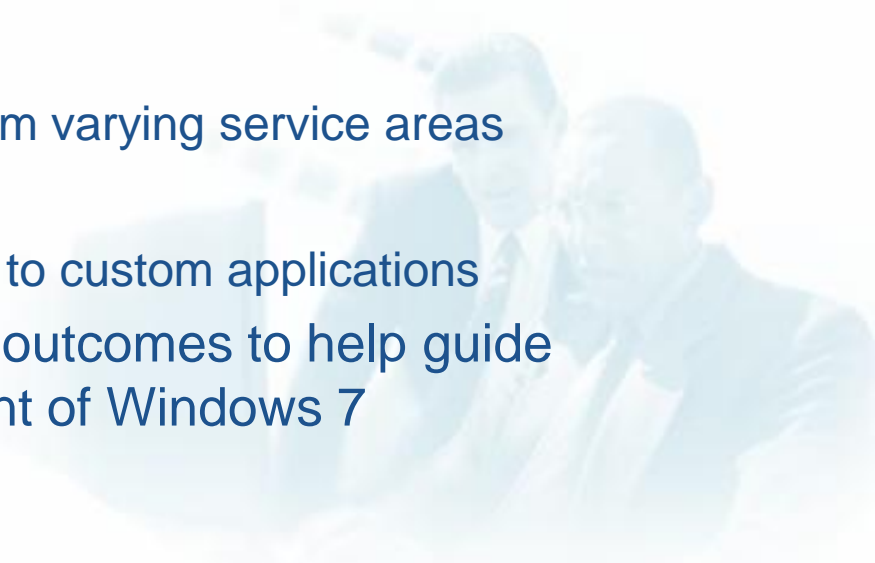 m varying service areas
to custom applications
outcomes to help guide
nt of Windows 7